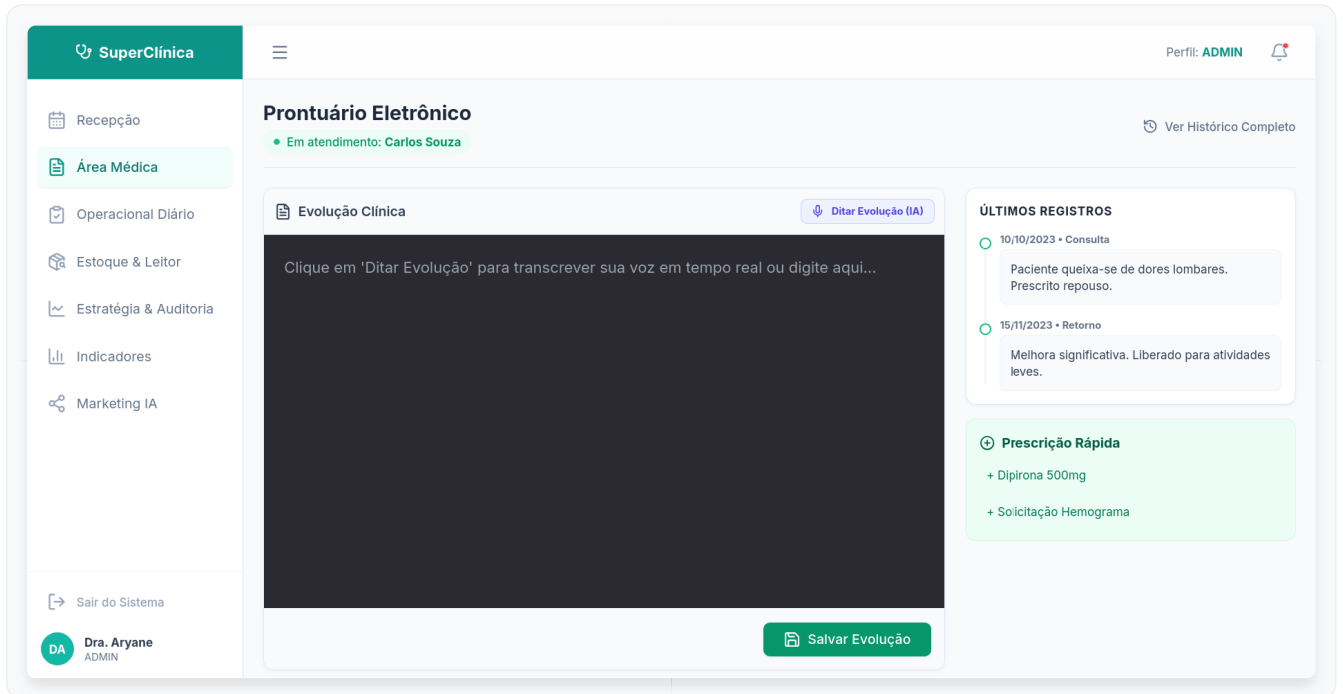 SuperClínica
Perfil: ADMIN
Recepção
Área Médica
Operacional Diário
Estoque & Leitor
Estratégia & Auditoria
Indicadores
Marketing IA
Sair do Sistema
DA
Dra. Aryane
ADMIN
Prontuário Eletrônico
Em atendimento: Carlos Souza
Ver Histórico Completo
Evolução Clínica
Ditar Evolução (IA)
Clique em 'Ditar Evolução' para transcrever sua voz em tempo real ou digite aqui...
Salvar Evolução
ÚLTIMOS REGISTROS
10/10/2023 • Consulta
Paciente queixa-se de dores lombares.
Prescrito repouso.
15/11/2023 • Retorno
Melhora significativa. Liberado para atividades
leves.
Prescrição Rápida
+ Dipirona 500mg
+ Solicitação Hemograma